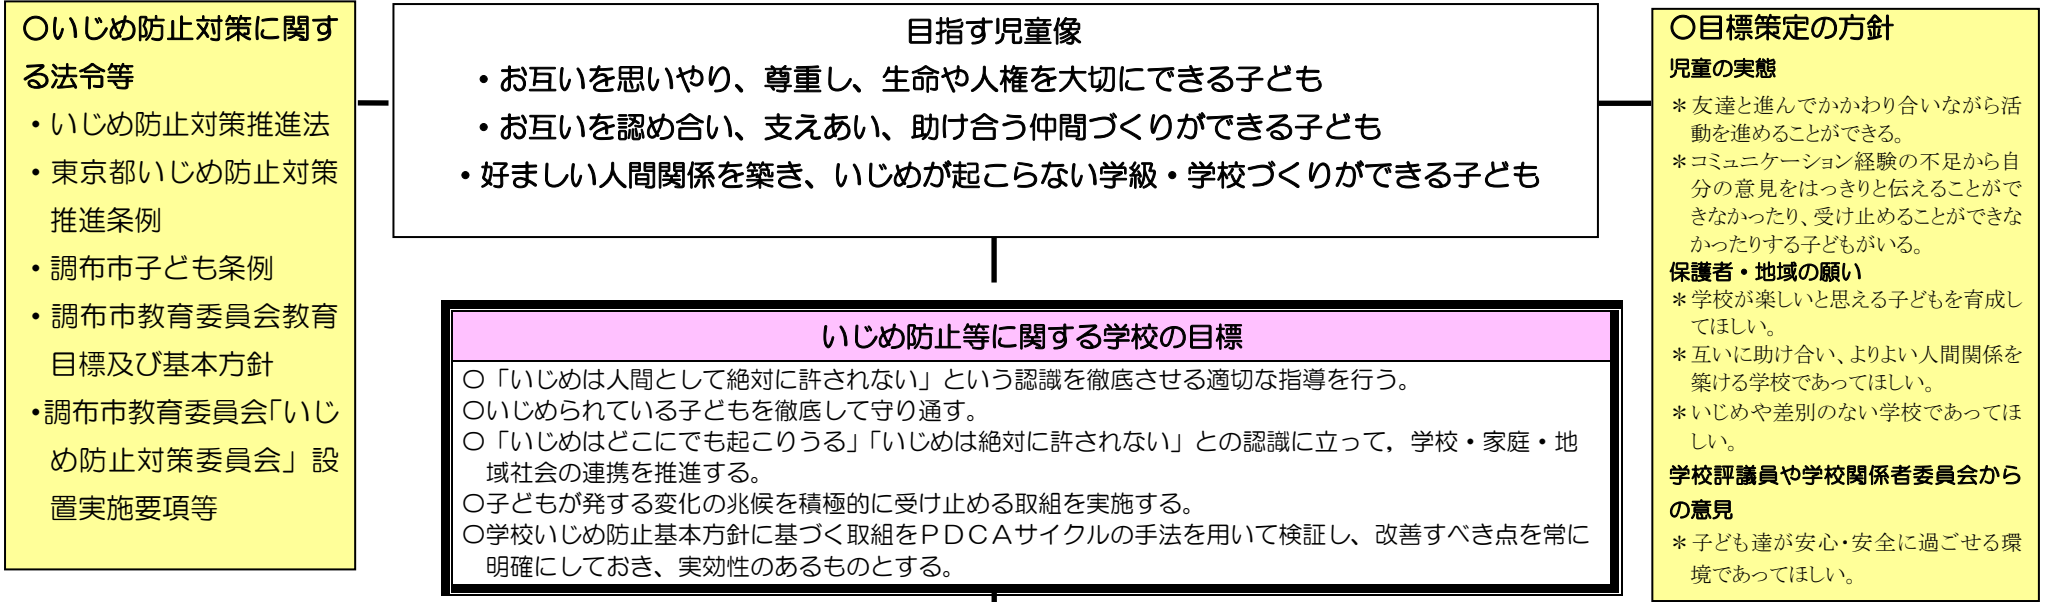 〇いじめ防止対策に関す
る法令等
・いじめ防止対策推進法
・東京都いじめ防止対策
推進条例
・調布市子ども条例
・調布市教育委員会教育
目標及び基本方針
・調布市教育委員会「いじ
め防止対策委員会」設
置実施要項等
目指す児童像
・お互いを思いやり、尊重し、生命や人権を大切にできる子ども
・お互いを認め合い、支えあい、助け合う仲間づくりができる子ども
・好ましい人間関係を築き、いじめが起こらない学級・学校づくりができる子ども
いじめ防止等に関する学校の目標
〇「いじめは人間として絶対に許されない」という認識を徹底させる適切な指導を行う。
〇いじめられている子どもを徹底して守り通す。
〇「いじめはどこにでも起こりうる」「いじめは絶対に許されない」との認識に立って，学校・家庭・地
域社会の連携を推進する。
〇子どもが発する変化の兆候を積極的に受け止める取組を実施する。
〇学校いじめ防止基本方針に基づく取組をＰＤＣＡサイクルの手法を用いて検証し、改善すべき点を常に
明確にしておき、実効性のあるものとする。
〇目標策定の方針
児童の実態
＊友達と進んでかかわり合いながら活
動を進めることができる。
＊コミュニケーション経験の不足から自
分の意見をはっきりと伝えることがで
きなかったり、受け止めることができな
かったりする子どもがいる。
保護者・地域の願い
＊学校が楽しいと思える子どもを育成し
てほしい。
＊互いに助け合い、よりよい人間関係を
築ける学校であってほしい。
＊いじめや差別のない学校であってほ
しい。
学校評議員や学校関係者委員会から
の意見
＊子ども達が安心・安全に過ごせる環
境であってほしい。